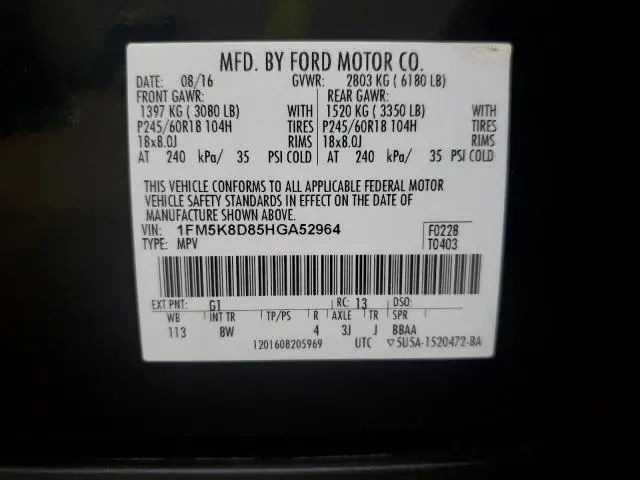 MFD. BY FORD MOTOR CO.
DATE: 08/16 GVWR: 2803 KG ( 6180 LB)
FRONT GAWR: REAR GAWR:
1397 KG ( 3080 LB) WITH 1520 KG ( 3350 LB) WITH
P245/60R18 104H TIRES P245/60R18 104H TIRES
18x8.0J RIMS 18x8.0J RIMS
AT 240 kPa/ 35 PSI COLD AT 240 kPa/ 35 PSI COLD
THIS VEHICLE CONFORMS TO ALL APPLICABLE FEDERAL MOTOR
VEHICLE SAFETY STANDARDS IN EFFECT ON THE DATE OF
MANUFACTURE SHOWN ABOVE.
VIN: 1FM5K8D85HGA52964 F0228
TYPE: MPV T0403
EXT PNT: G1 RC: 13 DSO:
WB INT TR TP/PS R AXLE TR SPR
113 8W 4 3J J BBAA
1201608205969 UTC ▽5U5A-1520472-BA